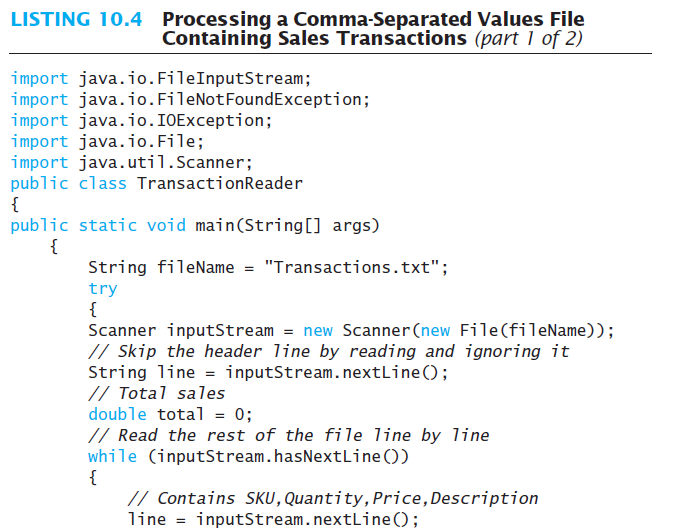 LISTING 10.4 Processing a Comma-Separated Values File
Containing Sales Transactions (part 1 of 2)
import java.io.FileInputStream;
import java.io.FileNotFoundException;
import java.io.IOException;
import java.io.File;
import java.util.Scanner;
public class TransactionReader
{
public static void main(String[] args)
    {
        String fileName = "Transactions.txt";
        try
        {
        Scanner inputStream = new Scanner(new File(fileName));
        // Skip the header line by reading and ignoring it
        String line = inputStream.nextLine();
        // Total sales
        double total = 0;
        // Read the rest of the file line by line
        while (inputStream.hasNextLine())
        {
            // Contains SKU,Quantity,Price,Description
            line = inputStream.nextLine();